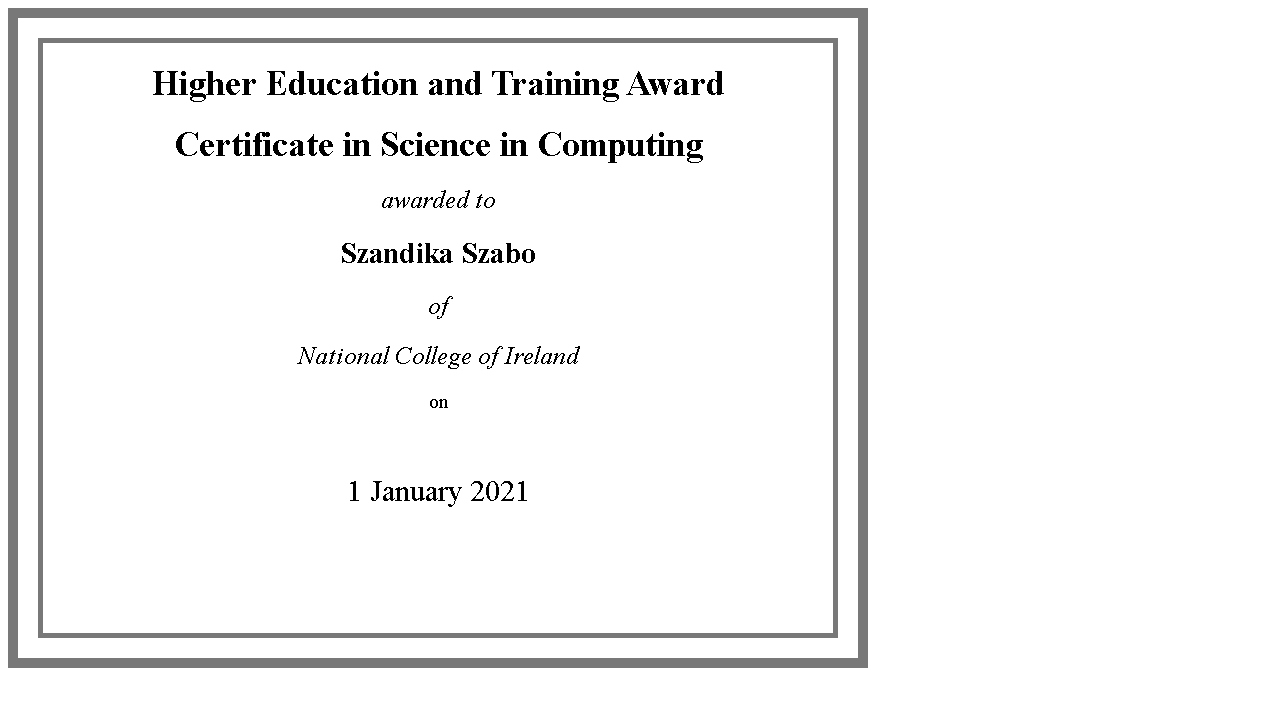 Higher Education and Training Award
Certificate in Science in Computing
awarded to
Szandika Szabo
of
National College of Ireland
on
1 January 2021